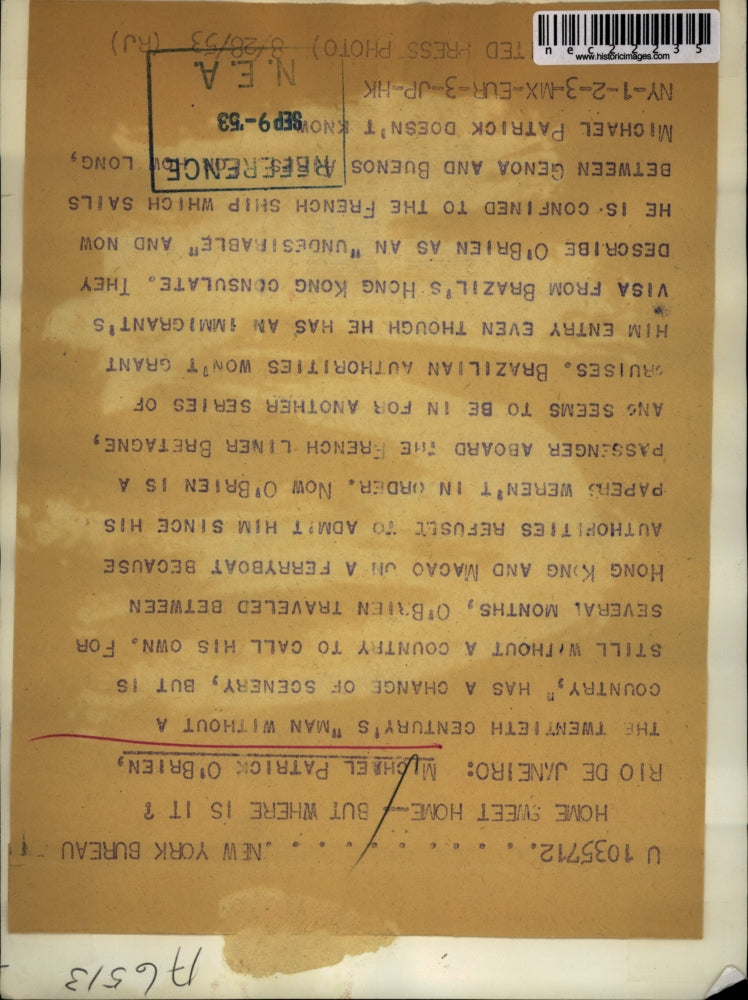 U 1035712. . . . . . . . . . . . .NEW YORK BUREAU
HOME SWEET HOME--BUT WHERE IS IT ?
RIO DE JANEIRO: MICHAEL PATRICK O'BRIEN,
THE TWENTIETH CENTURY'S "MAN WITHOUT A
COUNTRY," HAS A CHANGE OF SCENERY, BUT IS
STILL WITHOUT A COUNTRY TO CALL HIS OWN. FOR
SEVERAL MONTHS, O'BRIEN TRAVELED BETWEEN
HONG KONG AND MACAO ON A FERRYBOAT BECAUSE
AUTHORITIES REFUSED TO ADMIT HIM SINCE HIS
PAPERS WEREN'T IN ORDER. NOW O'BRIEN IS A
PASSENGER ABOARD THE FRENCH LINER BRETAGNE,
AND SEEMS TO BE IN FOR ANOTHER SERIES OF
CRUISES. BRAZILIAN AUTHORITIES WON'T GRANT
HIM ENTRY EVEN THOUGH HE HAS AN IMMIGRANT'S
VISA FROM BRAZIL'S HONG KONG CONSULATE. THEY
DESCRIBE O'BRIEN AS AN "UNDESIRABLE" AND NOW
HE IS CONFINED TO THE FRENCH SHIP WHICH SAILS
BETWEEN GENOA AND BUENOS HOW LONG,
MICHAEL PATRICK DOESN'T KNOW
NY-1-2-3-MX-EUR-3-JP-HK
TED PRESS PHOTO) 8/28/53 (RJ)
REFERENCE
SEP 9-'53
N.E.A
A6513
nec22235
www.historicimages.com